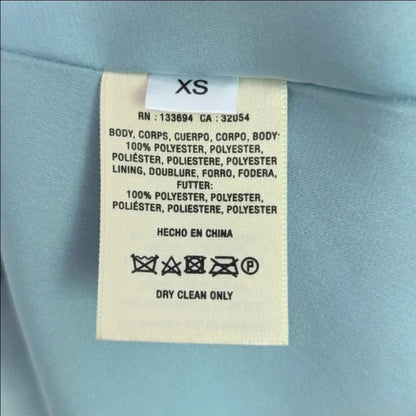 XS
RN : 133694 CA : 32054
BODY, CORPS, CUERPO, CORPO, BODY:
100% POLYESTER, POLYESTER,
POLIÉSTER, POLIESTERE, POLYESTER
LINING, DOUBLURE, FORRO, FODERA,
FUTTER:
100% POLYESTER, POLYESTER,
POLIÉSTER, POLIESTERE, POLYESTER
HECHO EN CHINA
P
DRY CLEAN ONLY